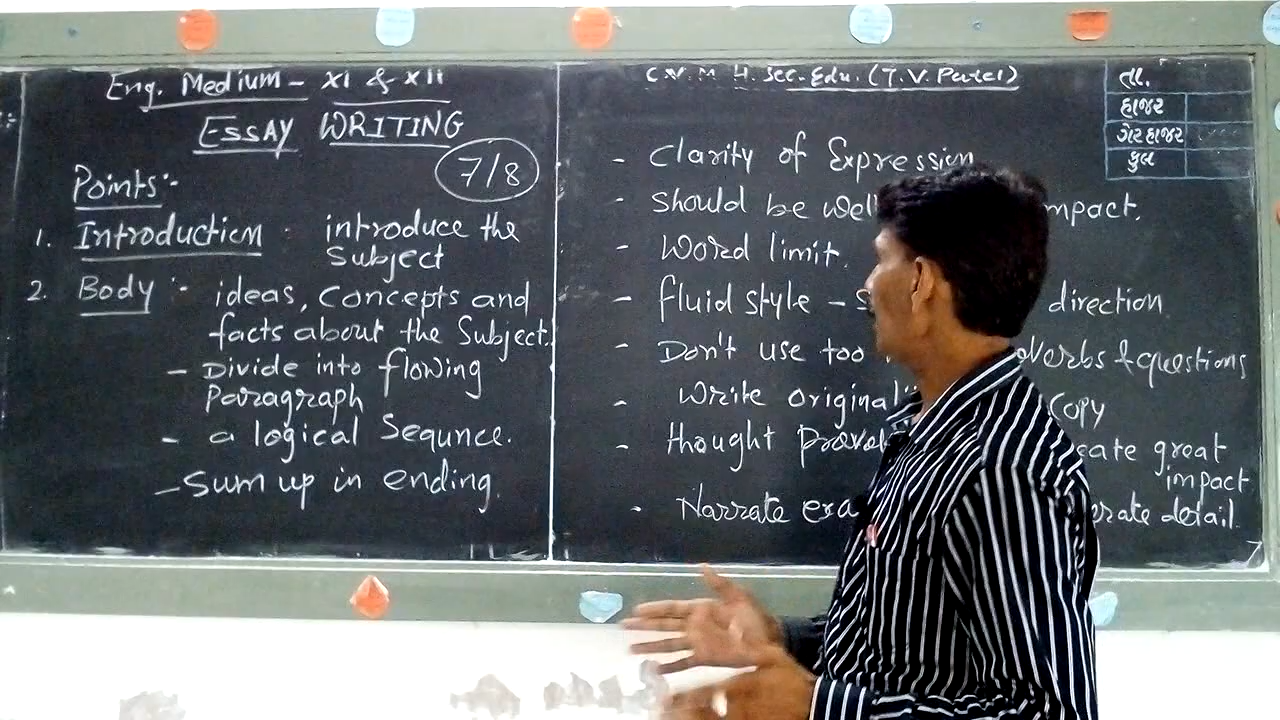 Eng. Medium - XI & XII
ESSAY WRITING
7/8
Points:-
1. Introduction : introduce the
Subject
2. Body :- ideas, concepts and
facts about the Subject.
- Divide into flowing
Paragraph
- a logical Sequnce.
- Sum up in ending.
C.V.M. H. Sec. Edu. (T.V. Patel)
- Clarity of Expression
- Should be well mpact.
- Word limit.
- fluid style - direction
- Don't use too verbs & questions
- Write original copy
- thought great
impact
- Narrate detail.
તા.
હાજર
ગેરહાજર
કુલ